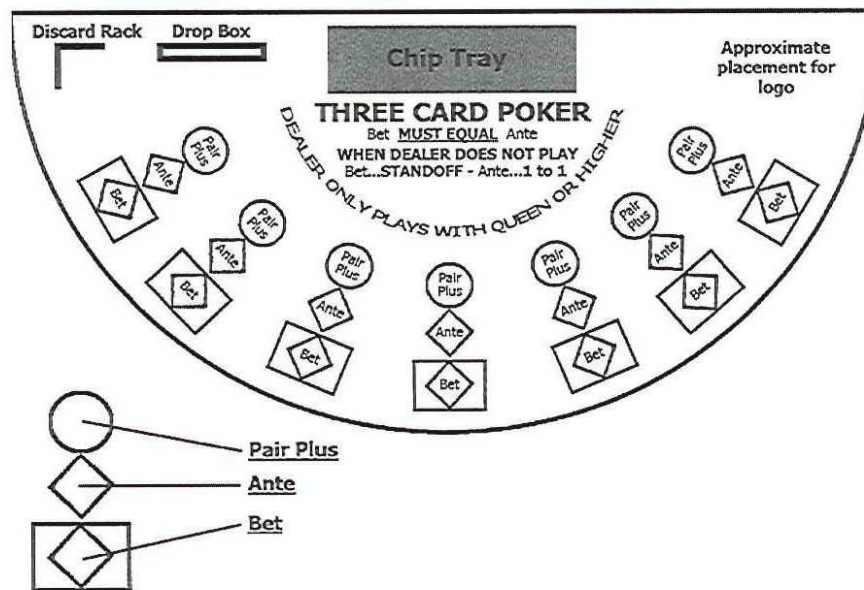 Discard Rack
Drop Box
Chip Tray
Approximate
placement for
logo
THREE CARD POKER
Bet MUST EQUAL Ante
WHEN DEALER DOES NOT PLAY
Bet...STANDOFF - Ante...1 to 1
DEALER ONLY PLAYS WITH QUEEN OR HIGHER
Pair
Plus
Ante
Bet
Pair
Plus
Ante
Bet
Pair
Plus
Ante
Bet
Pair
Plus
Ante
Bet
Pair
Plus
Ante
Bet
Pair
Plus
Ante
Bet
Pair
Plus
Ante
Bet
Pair Plus
Ante
Bet